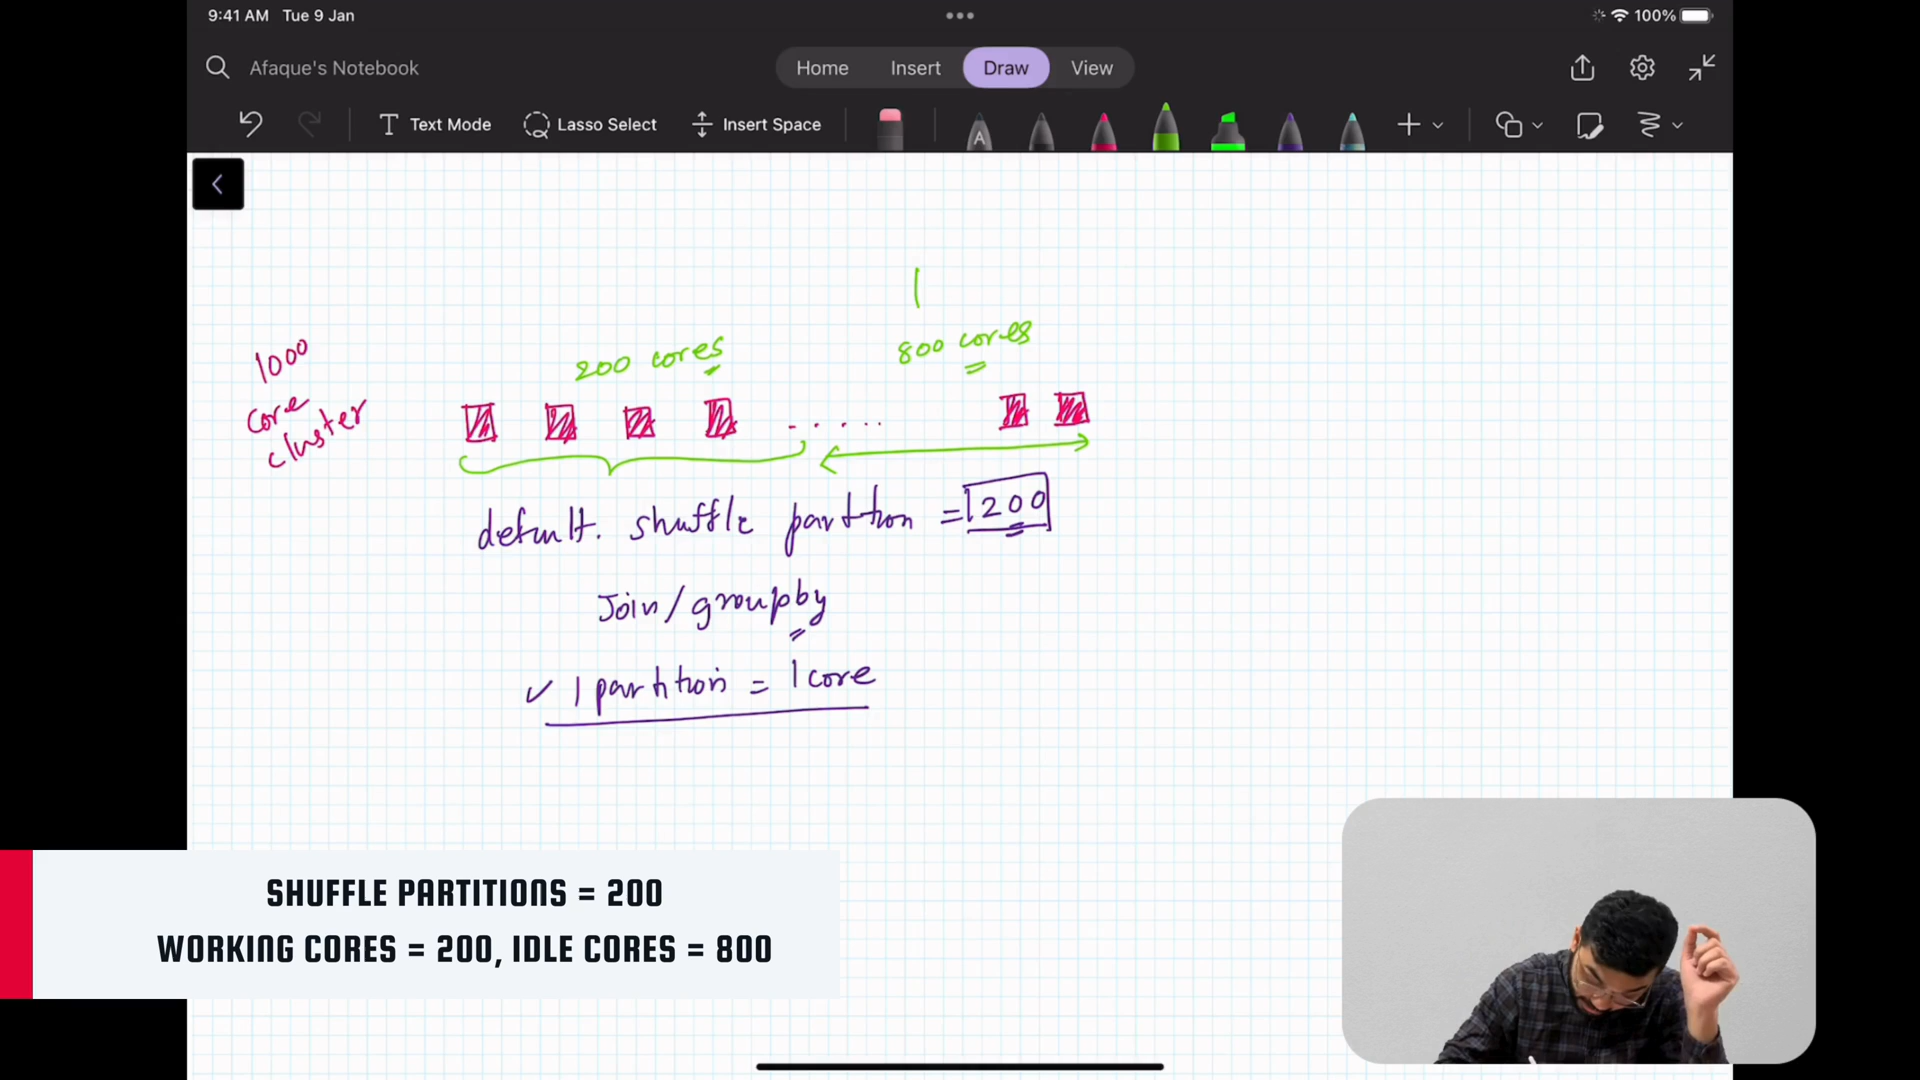 9:41 AM Tue 9 Jan
100%
Afaque's Notebook
Home Insert Draw View
Text Mode Lasso Select Insert Space
A
200 cores
800 cores
1000
core
cluster
default. shuffle partition = 200
Join/groupby
1 partition = 1 core
SHUFFLE PARTITIONS = 200
WORKING CORES = 200, IDLE CORES = 800